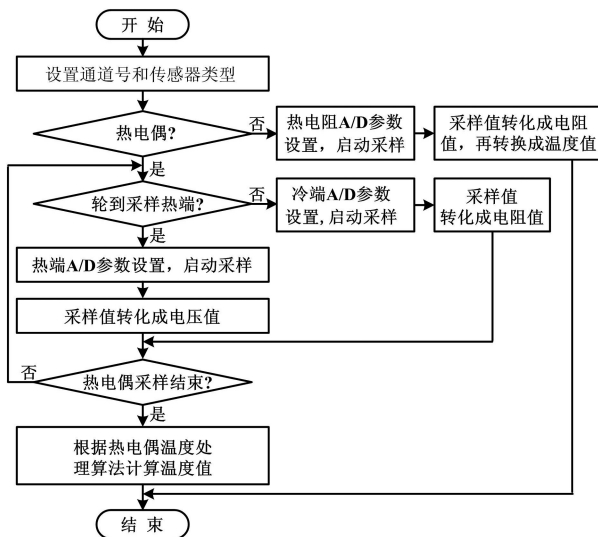 开 始
设置通道号和传感器类型
热电偶?
否
热电阻A/D参数
设置，启动采样
采样值转化成电阻
值，再转换成温度值
是
轮到采样热端?
否
冷端A/D参数
设置,启动采样
采样值
转化成电阻值
是
热端A/D参数设置，启动采样
采样值转化成电压值
否
热电偶采样结束?
是
根据热电偶温度处
理算法计算温度值
结 束